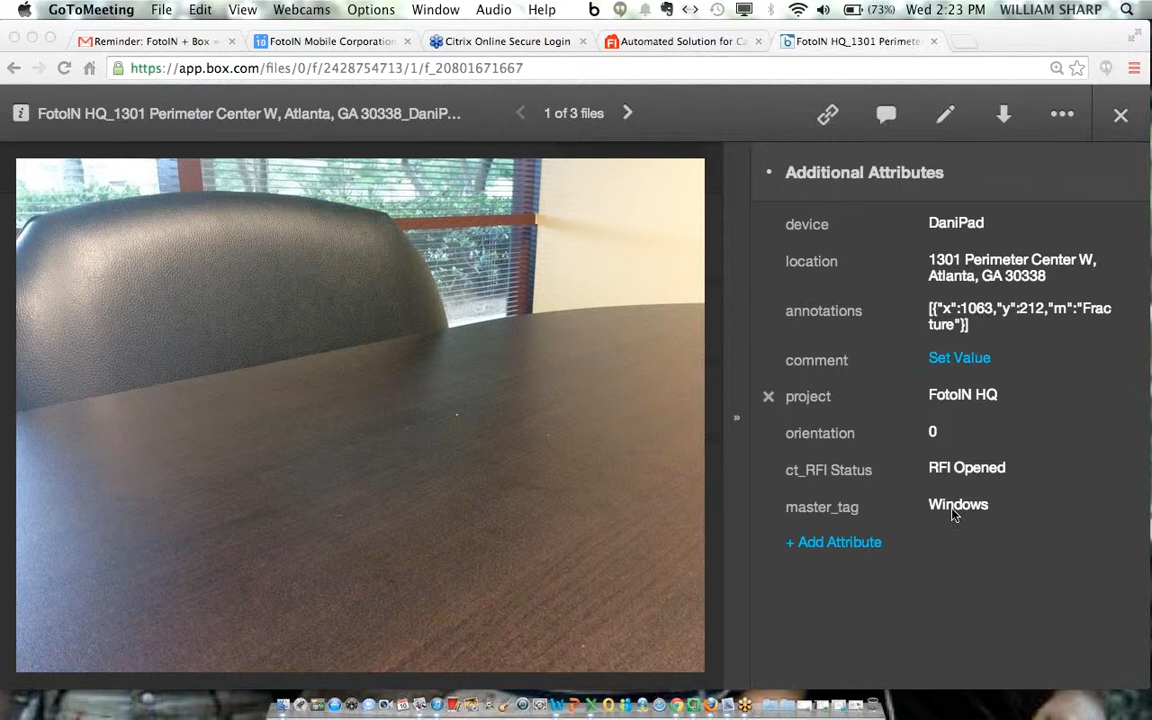 GoToMeeting File Edit View Webcams Options Window Audio Help (73%) Wed 2:23 PM WILLIAM SHARP
Reminder: FotoIN + Box = FotoIN Mobile Corporation Citrix Online Secure Login Automated Solution for Ca FotoIN HQ_1301 Perimete
https://app.box.com/files/0/f/2428754713/1/f_20801671667
FotoIN HQ_1301 Perimeter Center W, Atlanta, GA 30338_DaniP... 1 of 3 files
Additional Attributes
device DaniPad
location 1301 Perimeter Center W,
Atlanta, GA 30338
annotations [{"x":1063,"y":212,"m":"Frac
ture"}]
comment Set Value
project FotoIN HQ
orientation 0
ct_RFI Status RFI Opened
master_tag Windows
+ Add Attribute